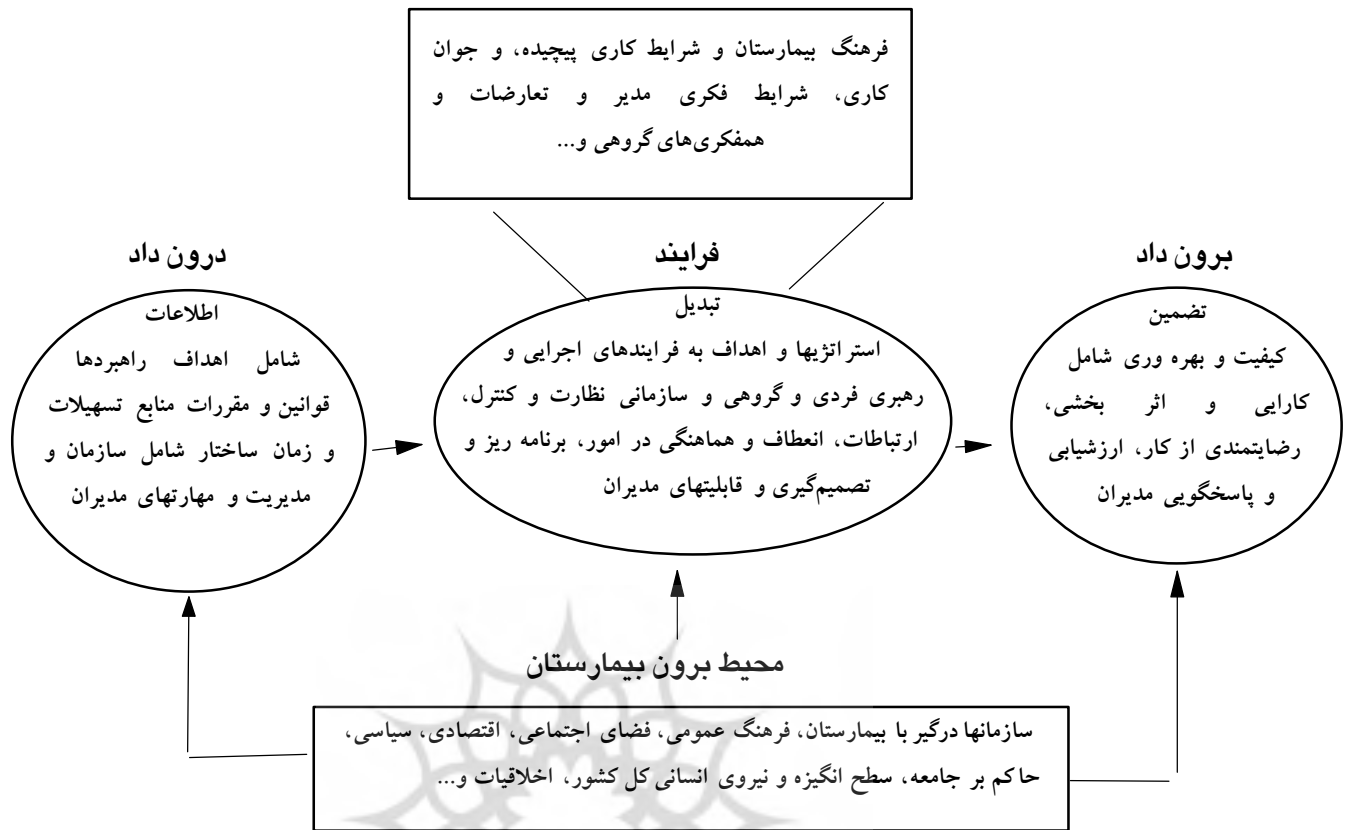 فرهنگ بیمارستان و شرایط کاری پیچیده، و جوان
کاری، شرایط فکری مدیر و تعارضات و
همفکری‌های گروهی و...
درون داد
فرایند
برون داد
اطلاعات
شامل اهداف راهبردها
قوانین و مقررات منابع تسهیلات
و زمان ساختار شامل سازمان و
مدیریت و مهارتهای مدیران
تبدیل
استراتژیها و اهداف به فرایندهای اجرایی و
رهبری فردی و گروهی و سازمانی نظارت و کنترل،
ارتباطات، انعطاف و هماهنگی در امور، برنامه ریز و
تصمیم‌گیری و قابلیتهای مدیران
تضمین
کیفیت و بهره وری شامل
کارایی و اثر بخشی،
رضایتمندی از کار، ارزشیابی
و پاسخگویی مدیران
محیط برون بیمارستان
سازمانها درگیر با بیمارستان، فرهنگ عمومی، فضای اجتماعی، اقتصادی، سیاسی،
حاکم بر جامعه، سطح انگیزه و نیروی انسانی کل کشور، اخلاقیات و...